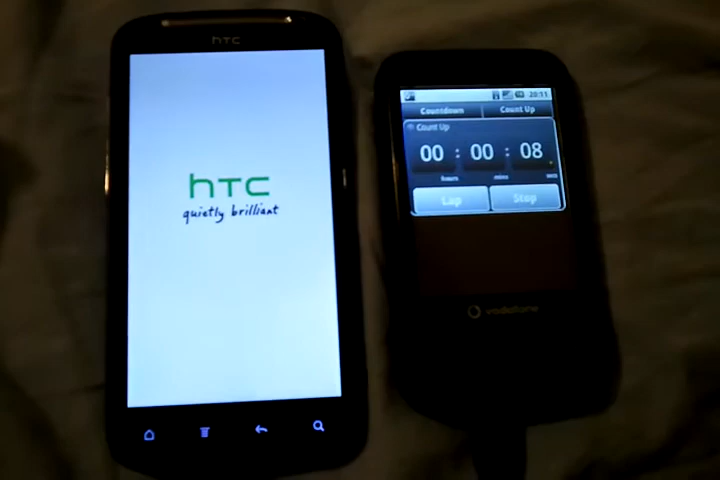 hTC
hTC
quietly brilliant
20:11
Countdown
Count Up
Count Up
00 : 00 : 08
hours
mins
secs
Lap
Stop
vodafone